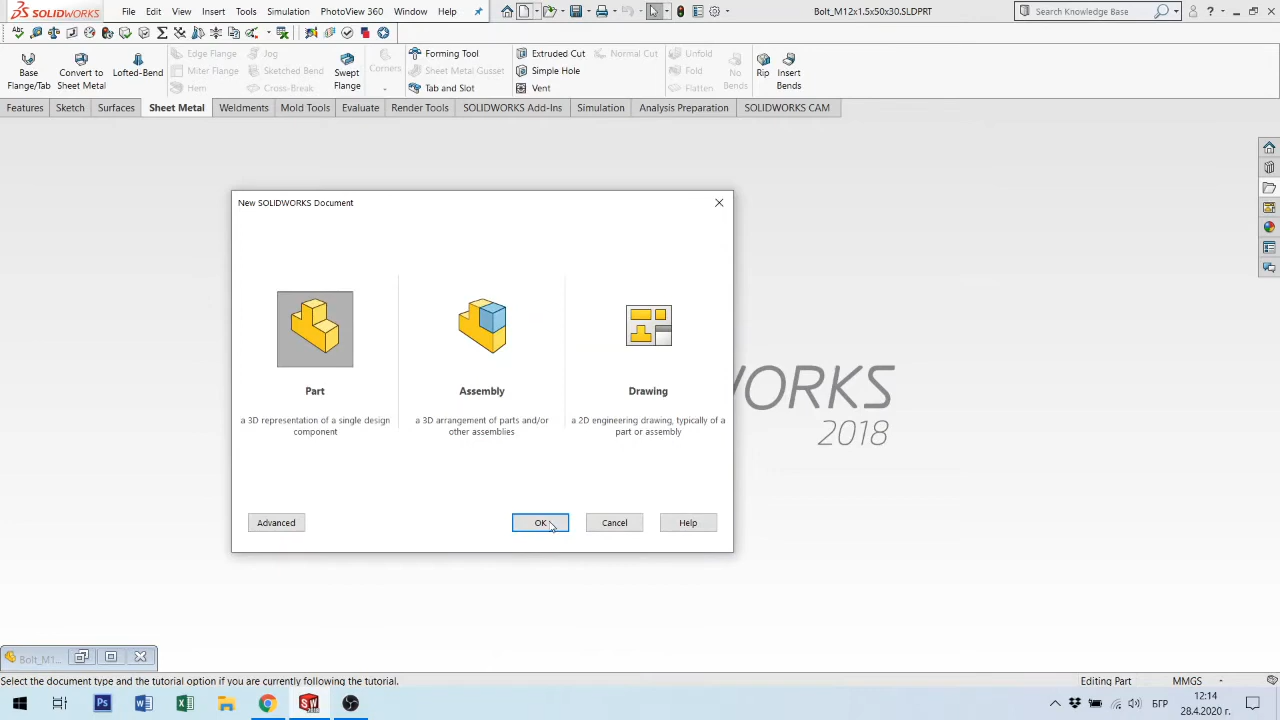 SOLIDWORKS File Edit View Insert Tools Simulation PhotoView 360 Window Help Bolt_M12x1.5x50x30.SLDPRT Search Knowledge Base
Base Flange/Tab
Convert to Sheet Metal
Lofted-Bend
Edge Flange
Miter Flange
Hem
Jog
Sketched Bend
Cross-Break
Swept Flange
Corners
Forming Tool
Sheet Metal Gusset
Tab and Slot
Extruded Cut
Simple Hole
Vent
Normal Cut
Unfold
Fold
Flatten
No Bends
Rip
Insert Bends
Features Sketch Surfaces Sheet Metal Weldments Mold Tools Evaluate Render Tools SOLIDWORKS Add-Ins Simulation Analysis Preparation SOLIDWORKS CAM
New SOLIDWORKS Document
Part
a 3D representation of a single design
component
Assembly
a 3D arrangement of parts and/or
other assemblies
Drawing
a 2D engineering drawing, typically of a
part or assembly
WORKS
2018
Advanced OK Cancel Help
Bolt_M1...
Select the document type and the tutorial option if you are currently following the tutorial. Editing Part MMGS
12:14
БГР
28.4.2020 г.